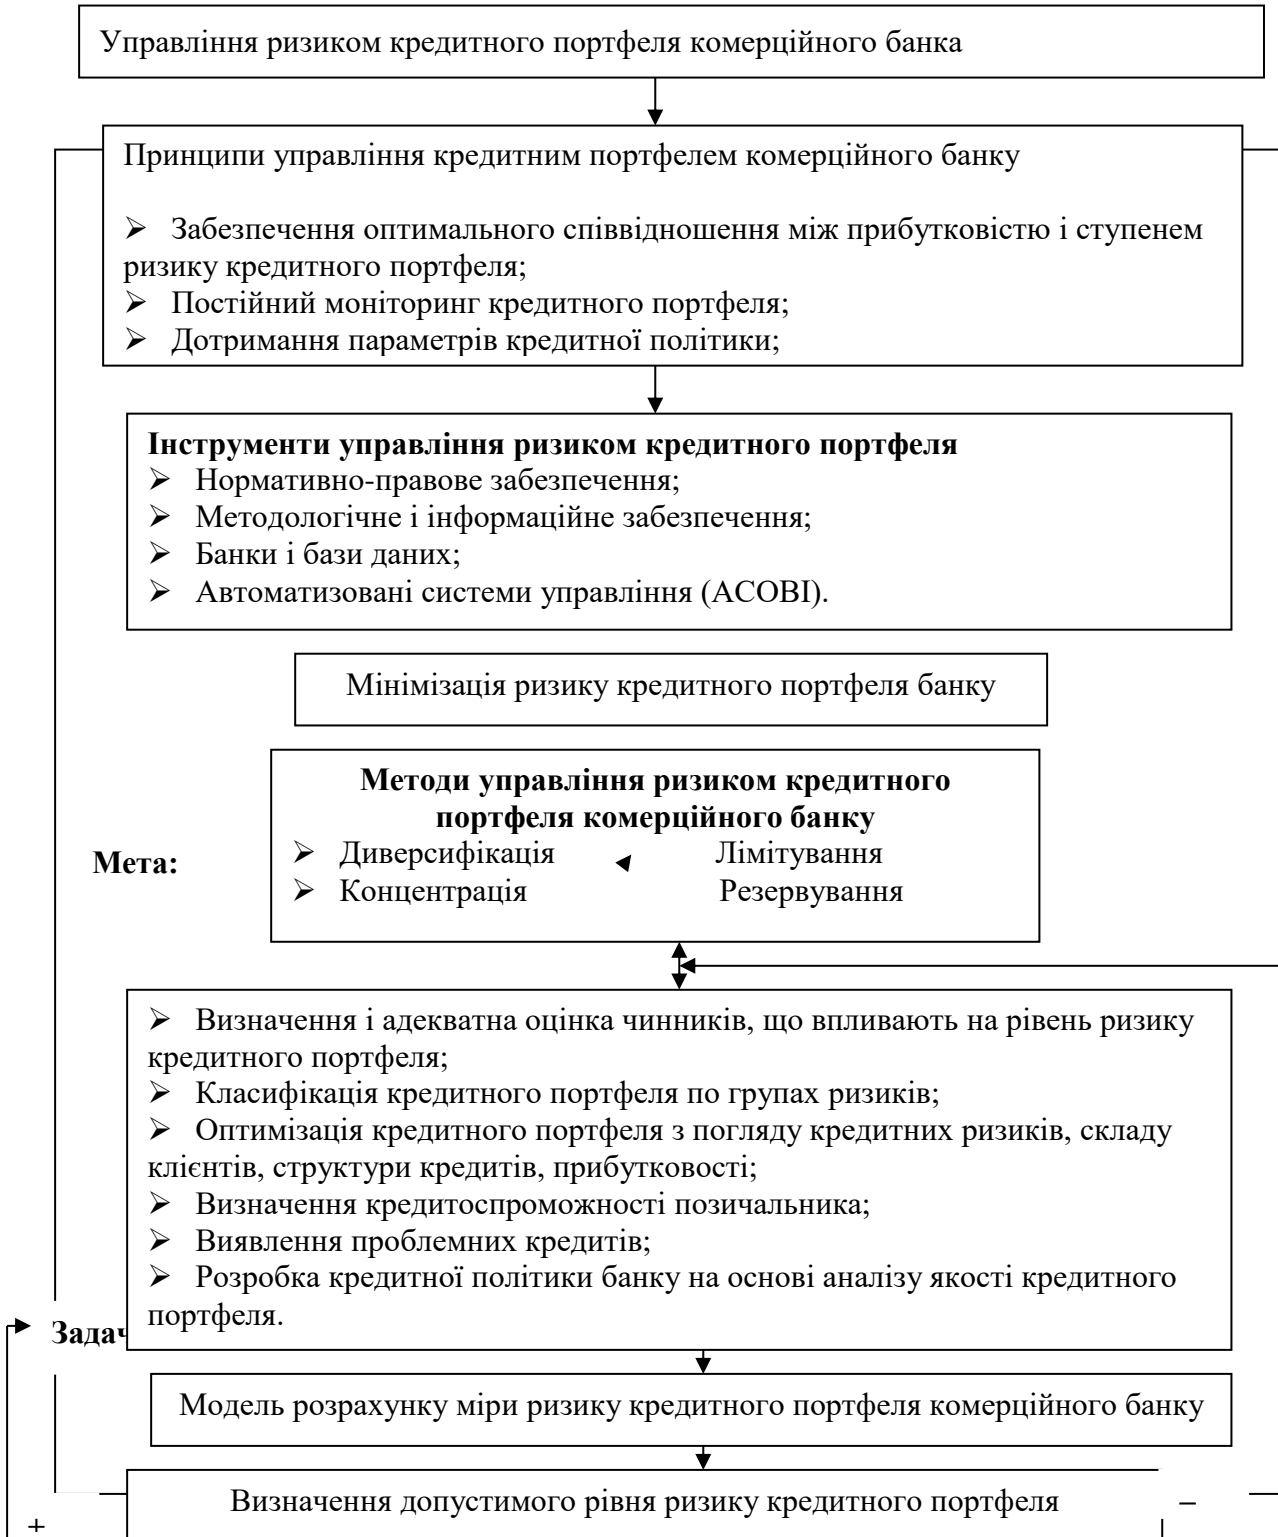 Управління ризиком кредитного портфеля комерційного банка
Принципи управління кредитним портфелем комерційного банку
➢ Забезпечення оптимального співвідношення між прибутковістю і ступенем
ризику кредитного портфеля;
➢ Постійний моніторинг кредитного портфеля;
➢ Дотримання параметрів кредитної політики;
Інструменти управління ризиком кредитного портфеля
➢ Нормативно-правове забезпечення;
➢ Методологічне і інформаційне забезпечення;
➢ Банки і бази даних;
➢ Автоматизовані системи управління (АСОВІ).
Мінімізація ризику кредитного портфеля банку
Методи управління ризиком кредитного
портфеля комерційного банку
➢ Диверсифікація Лімітування
➢ Концентрація Резервування
Мета:
➢ Визначення і адекватна оцінка чинників, що впливають на рівень ризику
кредитного портфеля;
➢ Класифікація кредитного портфеля по групах ризиків;
➢ Оптимізація кредитного портфеля з погляду кредитних ризиків, складу
клієнтів, структури кредитів, прибутковості;
➢ Визначення кредитоспроможності позичальника;
➢ Виявлення проблемних кредитів;
➢ Розробка кредитної політики банку на основі аналізу якості кредитного
портфеля.
Задач
Модель розрахунку міри ризику кредитного портфеля комерційного банку
Визначення допустимого рівня ризику кредитного портфеля
–
+